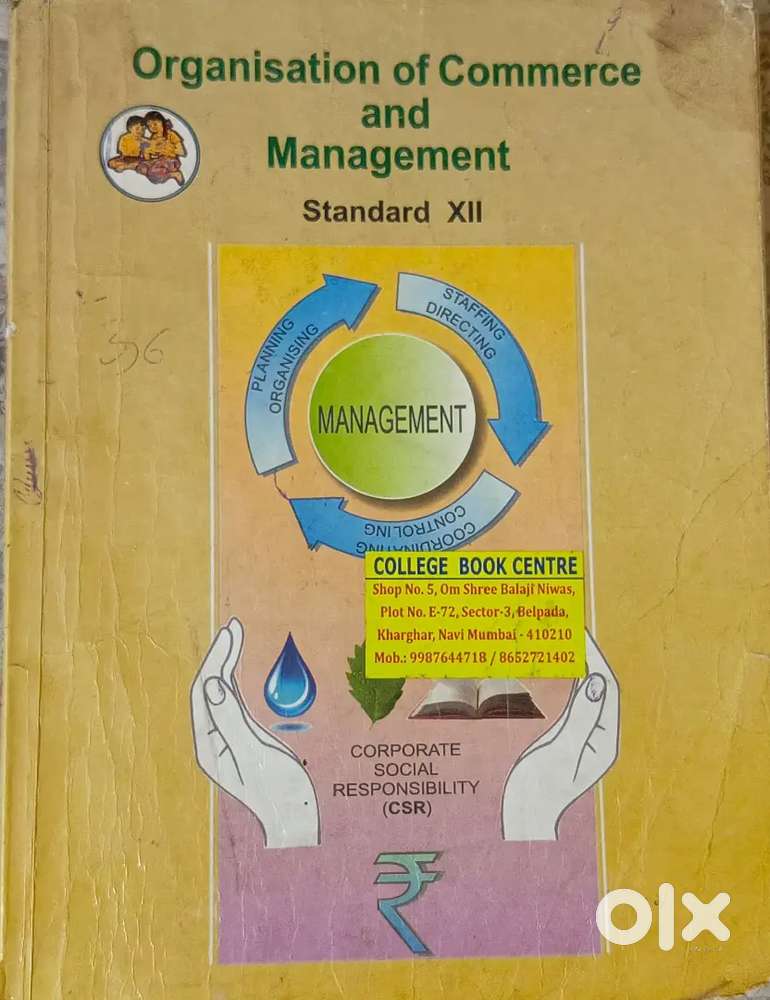 Organisation of Commerce
and
Management
Standard XII
PLANNING
ORGANISING
STAFFING
DIRECTING
MANAGEMENT
COORDINATING
CONTROLING
COLLEGE BOOK CENTRE
Shop No. 5, Om Shree Balaji Niwas,
Plot No. E-72, Sector-3, Belpada,
Kharghar, Navi Mumbai - 410210
Mob.: 9987644718 / 8652721402
CORPORATE
SOCIAL
RESPONSIBILITY
(CSR)
₹
olx